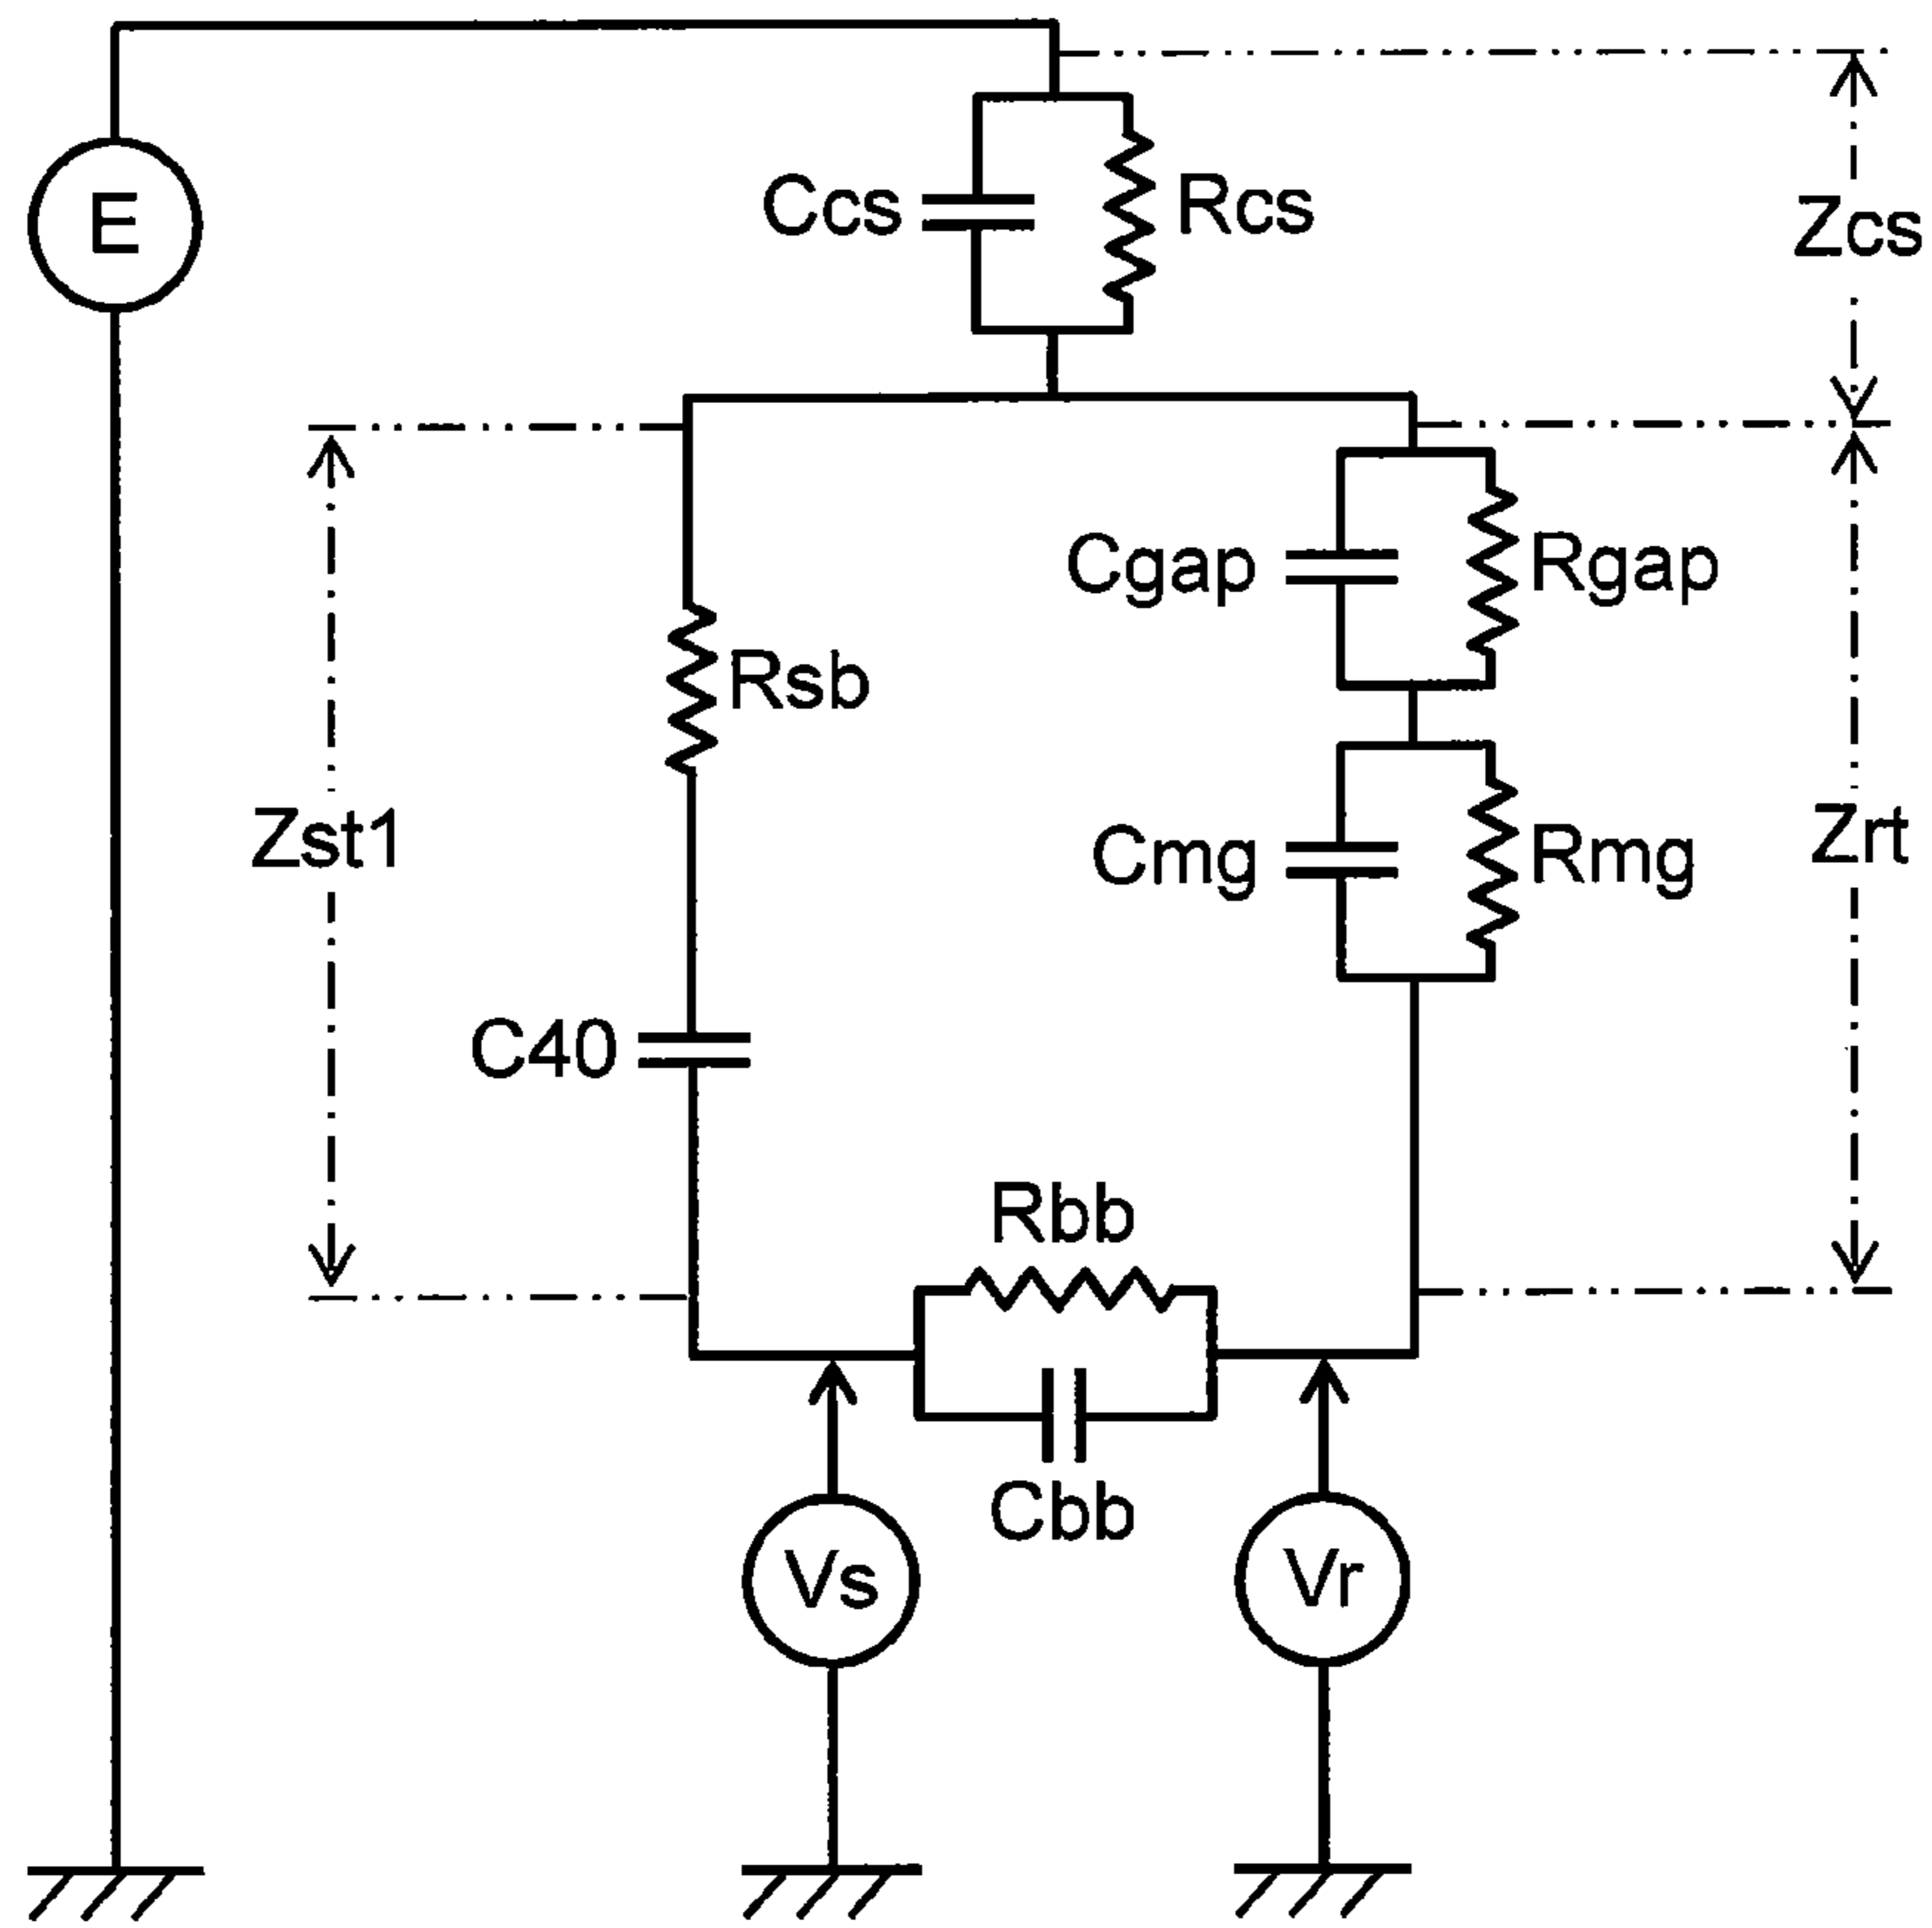 E
Ccs
Rcs
Zcs
Cgap
Rgap
Rsb
Zst1
Cmg
Rmg
Zrt
C40
Rbb
Cbb
Vs
Vr